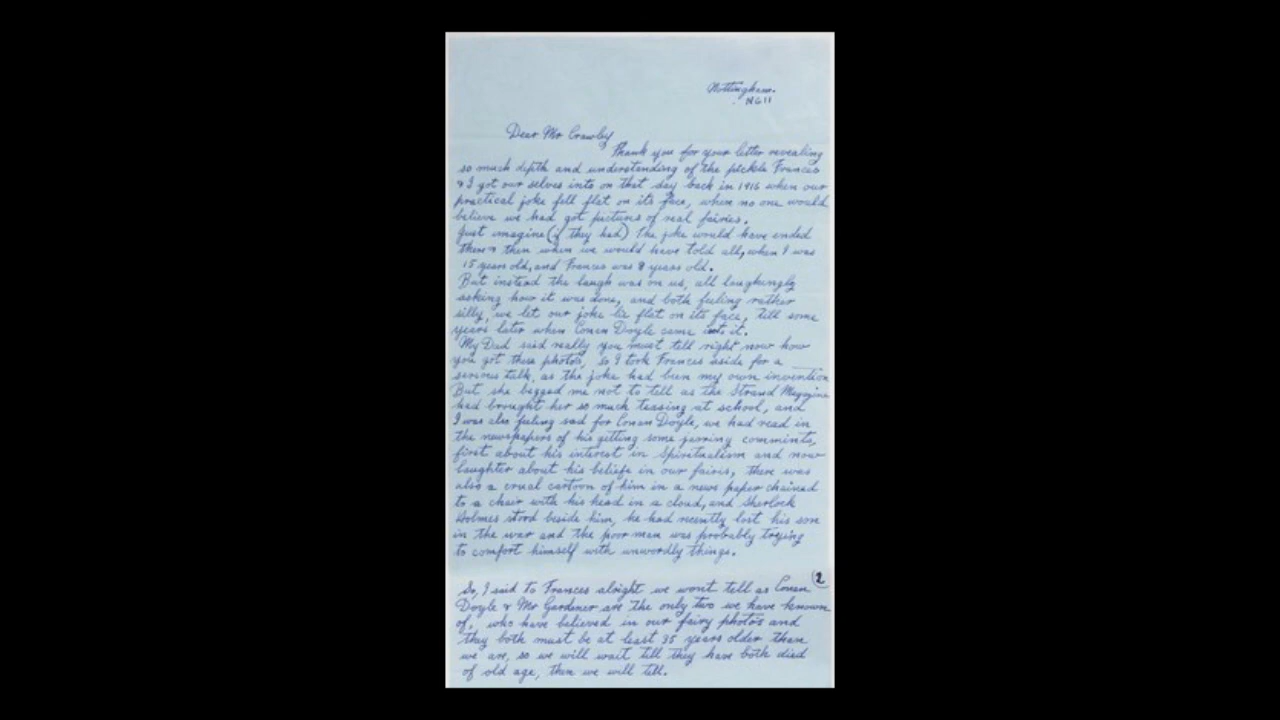 Nottingham.
NG11
Dear Mr Crawley
Thank you for your letter revealing
so much depth and understanding of the pickle Frances
& I got our selves into on that day back in 1916 when our
practical joke fell flat on its face, when no one would
believe we had got pictures of real fairies.
Just imagine (if they had) The joke would have ended
there & then when we would have told all, when I was
15 years old, and Frances was 8 years old.
But instead the laugh was on us, all laughingly
asking how it was done, and both feeling rather
silly, we let our joke lie flat on its face, till some
years later when Conan Doyle came into it.
My Dad said really you must tell right now how
you got these photos, so I took Frances aside for a
serious talk, as the joke had been my own invention
But she begged me not to tell as the Strand Magazine
had brought her so much teasing at school, and
I was also feeling sad for Conan Doyle, we had read in
the newspapers of his getting some jarring comments,
first about his interest in Spiritualism and now
laughter about his beliefs in our fairies, there was
also a crual cartoon of him in a news paper chained
to a chair with his head in a cloud, and Sherlock
Holmes stood beside him, he had recently lost his son
in the war and the poor man was probably trying
to comfort himself with unwordly things.
2
So, I said to Frances alright we won't tell as Conan
Doyle & Mr Gardener are the only two we have known
of, who have believed in our fairy photos and
they both must be at least 35 years older than
we are, so we will wait till they have both died
of old age, then we will tell.